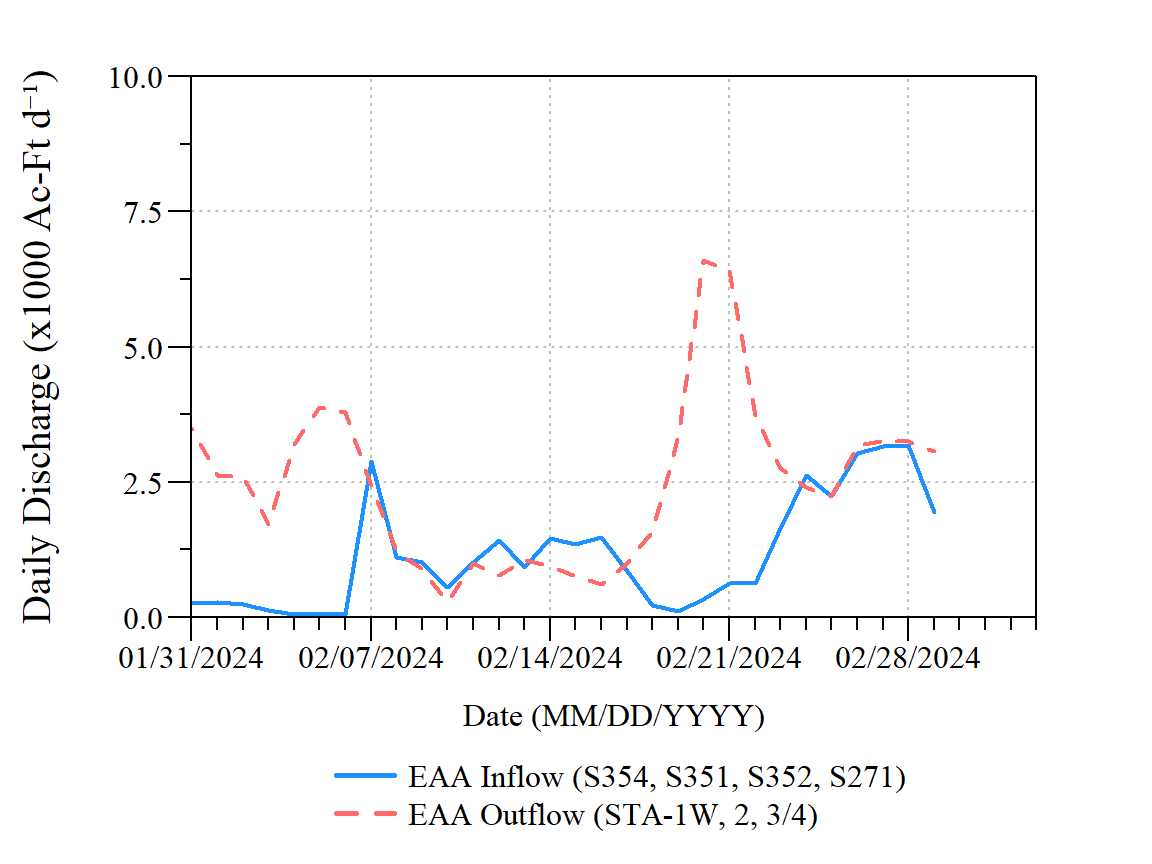 Daily Discharge (x1000 Ac-Ft d⁻¹)
10.0
7.5
5.0
2.5
0.0
01/31/2024 02/07/2024 02/14/2024 02/21/2024 02/28/2024
Date (MM/DD/YYYY)
EAA Inflow (S354, S351, S352, S271)
EAA Outflow (STA-1W, 2, 3/4)